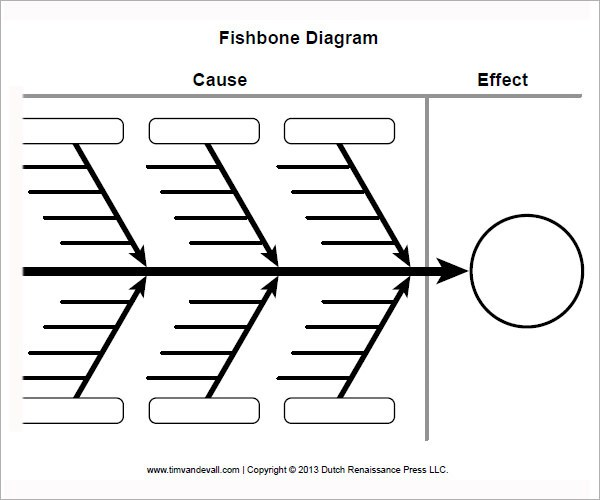 Fishbone Diagram
Cause
Effect
www.timvandevall.com | Copyright © 2013 Dutch Renaissance Press LLC.